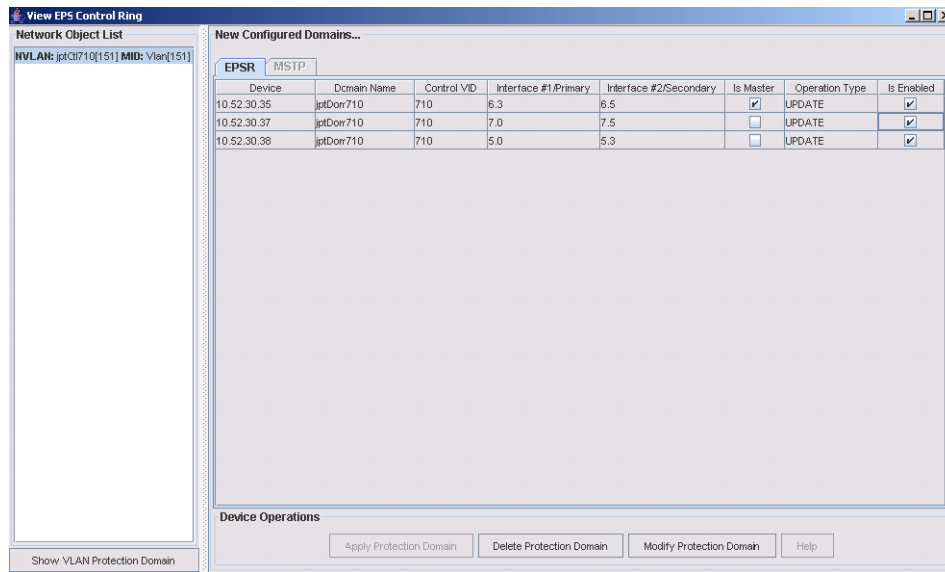 View EPS Control Ring
Network Object List
NVLAN: jptCtl710[151] MID: Vlan[151]
Show VLAN Protection Domain
New Configured Domains...
EPSR MSTP
Device Domain Name Control VID Interface #1/Primary Interface #2/Secondary Is Master Operation Type Is Enabled
10.52.30.35 jptDorr710 710 6.3 6.5 UPDATE
10.52.30.37 jptDorr710 710 7.0 7.5 UPDATE
10.52.30.38 jptDorr710 710 5.0 5.3 UPDATE
Device Operations
Apply Protection Domain Delete Protection Domain Modify Protection Domain Help